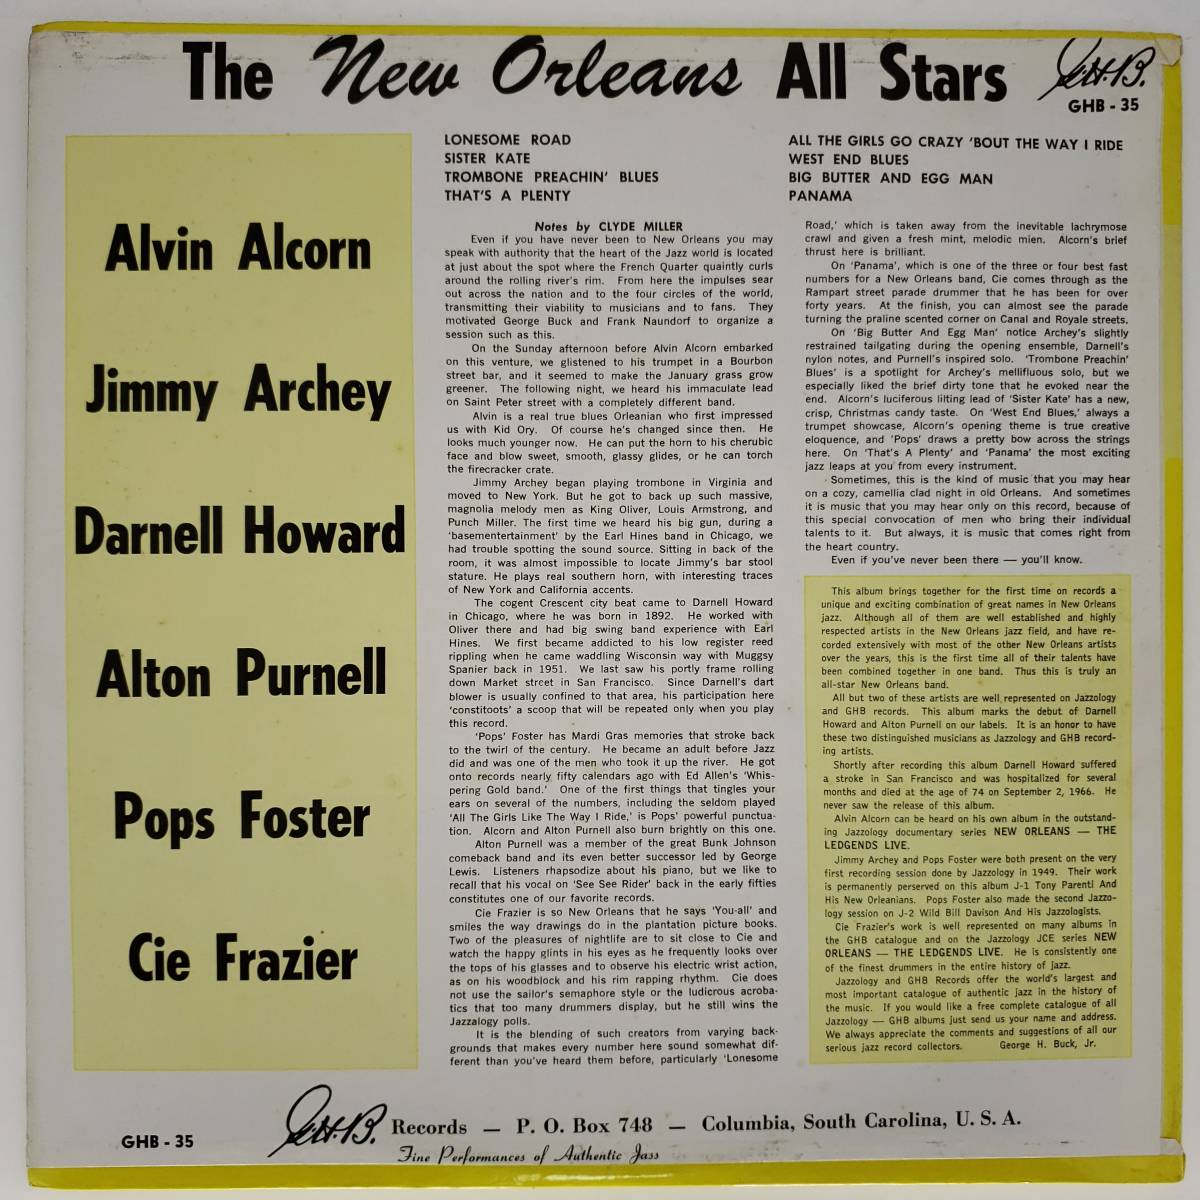 The New Orleans All Stars
G.H.B.
GHB - 35
Alvin Alcorn
Jimmy Archey
Darnell Howard
Alton Purnell
Pops Foster
Cie Frazier
LONESOME ROAD
SISTER KATE
TROMBONE PREACHIN' BLUES
THAT'S A PLENTY
ALL THE GIRLS GO CRAZY 'BOUT THE WAY I RIDE
WEST END BLUES
BIG BUTTER AND EGG MAN
PANAMA
Notes by CLYDE MILLER
Even if you have never been to New Orleans you may
speak with authority that the heart of the Jazz world is located
at just about the spot where the French Quarter quaintly curls
around the rolling river's rim. From here the impulses sear
out across the nation and to the four circles of the world,
transmitting their viability to musicians and to fans. They
motivated George Buck and Frank Naundorf to organize a
session such as this.
On the Sunday afternoon before Alvin Alcorn embarked
on this venture, we glistened to his trumpet in a Bourbon
street bar, and it seemed to make the January grass grow
greener. The following night, we heard his immaculate lead
on Saint Peter street with a completely different band.
Alvin is a real true blues Orleanian who first impressed
us with Kid Ory. Of course he's changed since then. He
looks much younger now. He can put the horn to his cherubic
face and blow sweet, smooth, glassy glides, or he can torch
the firecracker crate.
Jimmy Archey began playing trombone in Virginia and
moved to New York. But he got to back up such massive,
magnolia melody men as King Oliver, Louis Armstrong, and
Punch Miller. The first time we heard his big gun, during a
'basementertainment' by the Earl Hines band in Chicago, we
had trouble spotting the sound source. Sitting in back of the
room, it was almost impossible to locate Jimmy's bar stool
stature. He plays real southern horn, with interesting traces
of New York and California accents.
The cogent Crescent city beat came to Darnell Howard
in Chicago, where he was born in 1892. He worked with
Oliver there and had big swing band experience with Earl
Hines. We first became addicted to his low register reed
rippling when he came waddling Wisconsin way with Muggsy
Spanier back in 1951. We last saw his portly frame rolling
down Market street in San Francisco. Since Darnell's dart
blower is usually confined to that area, his participation here
'constitoots' a scoop that will be repeated only when you play
this record.
'Pops' Foster has Mardi Gras memories that stroke back
to the twirl of the century. He became an adult before Jazz
did and was one of the men who took it up the river. He got
onto records nearly fifty calendars ago with Ed Allen's 'Whis-
pering Gold band.' One of the first things that tingles your
ears on several of the numbers, including the seldom played
'All The Girls Like The Way I Ride,' is Pops' powerful punctua-
tion. Alcorn and Alton Purnell also burn brightly on this one.
Alton Purnell was a member of the great Bunk Johnson
comeback band and its even better successor led by George
Lewis. Listeners rhapsodize about his piano, but we like to
recall that his vocal on 'See See Rider' back in the early fifties
constitutes one of our favorite records.
Cie Frazier is so New Orleans that he says 'You-all' and
smiles the way drawings do in the plantation picture books.
Two of the pleasures of nightlife are to sit close to Cie and
watch the happy glints in his eyes as he frequently looks over
the tops of his glasses and to observe his electric wrist action,
as on his woodblock and his rim rapping rhythm. Cie does
not use the sailor's semaphore style or the ludicrous acroba-
tics that too many drummers display, but he still wins the
Jazzalogy polls.
It is the blending of such creators from varying back-
grounds that makes every number here sound somewhat dif-
ferent than you've heard them before, particularly 'Lonesome
Road,' which is taken away from the inevitable lachrymose
crawl and given a fresh mint, melodic mien. Alcorn's brief
thrust here is brilliant.
On 'Panama', which is one of the three or four best fast
numbers for a New Orleans band, Cie comes through as the
Rampart street parade drummer that he has been for over
forty years. At the finish, you can almost see the parade
turning the praline scented corner on Canal and Royale streets.
On 'Big Butter And Egg Man' notice Archey's slightly
restrained tailgating during the opening ensemble, Darnell's
nylon notes, and Purnell's inspired solo. 'Trombone Preachin'
Blues' is a spotlight for Archey's mellifluous solo, but we
especially liked the brief dirty tone that he evoked near the
end. Alcorn's luciferous lilting lead of 'Sister Kate' has a new,
crisp, Christmas candy taste. On 'West End Blues,' always a
trumpet showcase, Alcorn's opening theme is true creative
eloquence, and 'Pops' draws a pretty bow across the strings
here. On 'That's A Plenty' and 'Panama' the most exciting
jazz leaps at you from every instrument.
Sometimes, this is the kind of music that you may hear
on a cozy, camellia clad night in old Orleans. And sometimes
it is music that you may hear only on this record, because of
this special convocation of men who bring their individual
talents to it. But always, it is music that comes right from
the heart country.
Even if you've never been there — you'll know.
This album brings together for the first time on records a
unique and exciting combination of great names in New Orleans
jazz. Although all of them are well established and highly
respected artists in the New Orleans jazz field, and have re-
corded extensively with most of the other New Orleans artists
over the years, this is the first time all of their talents have
been combined together in one band. Thus this is truly an
all-star New Orleans band.
All but two of these artists are well represented on Jazzology
and GHB records. This album marks the debut of Darnell
Howard and Alton Purnell on our labels. It is an honor to have
these two distinguished musicians as Jazzology and GHB record-
ing artists.
Shortly after recording this album Darnell Howard suffered
a stroke in San Francisco and was hospitalized for several
months and died at the age of 74 on September 2, 1966. He
never saw the release of this album.
Alvin Alcorn can be heard on his own album in the outstand-
ing Jazzology documentary series NEW ORLEANS — THE
LEDGENDS LIVE.
Jimmy Archey and Pops Foster were both present on the very
first recording session done by Jazzology in 1949. Their work
is permanently perserved on this album J-1 Tony Parenti And
His New Orleanians. Pops Foster also made the second Jazzo-
logy session on J-2 Wild Bill Davison And His Jazzologists.
Cie Frazier's work is well represented on many albums in
the GHB catalogue and on the Jazzology JCE series NEW
ORLEANS — THE LEDGENDS LIVE. He is consistently one
of the finest drummers in the entire history of jazz.
Jazzology and GHB Records offer the world's largest and
most important catalogue of authentic jazz in the history of
the music. If you would like a free complete catalogue of all
Jazzology — GHB albums just send us your name and address.
We always appreciate the comments and suggestions of all our
serious jazz record collectors. George H. Buck, Jr.
GHB - 35
G.H.B. Records — P. O. Box 748 — Columbia, South Carolina, U. S. A.
Fine Performances of Authentic Jass